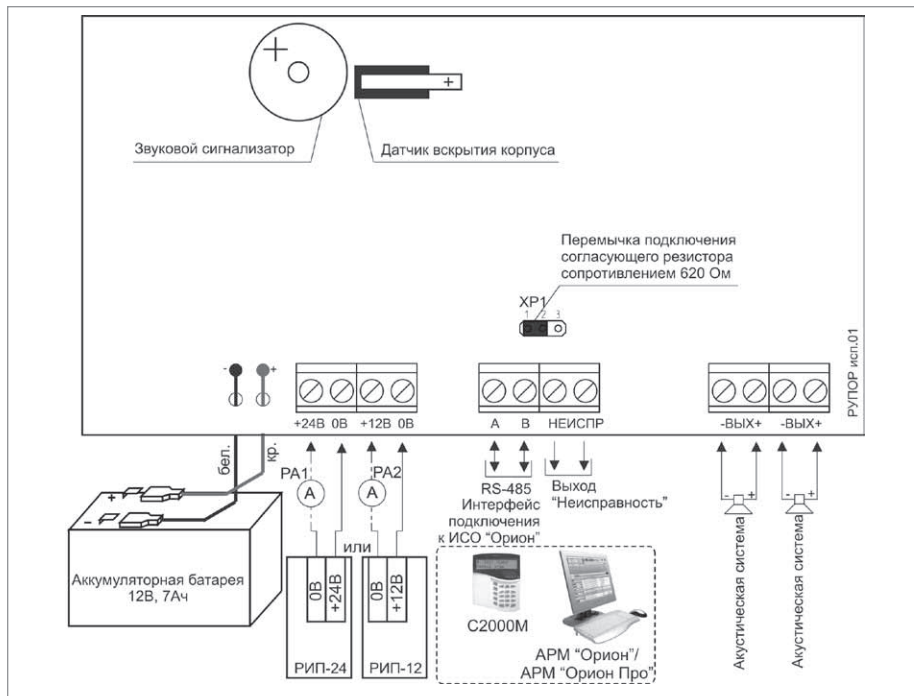 +
+
Звуковой сигнализатор
Датчик вскрытия корпуса
Перемычка подключения
согласующего резистора
сопротивлением 620 Ом
XP1
1 2 3
РУПОР исп.01
- +
+24В 0В +12В 0В
А В НЕИСПР
-ВЫХ+ -ВЫХ+
бел.
кр.
PA1
А
PA2
А
RS-485
Интерфейс
подключения
к ИСО “Орион”
Выход
“Неисправность”
- +
- +
Акустическая система
Акустическая система
+
-
Аккумуляторная батарея
12В, 7Ач
или
0В
+24В
0В
+12В
РИП-24
РИП-12
С2000М
АРМ “Орион”/
АРМ “Орион Про”